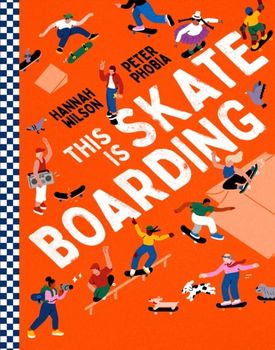 HANNAH
WILSON
PETER
PHOBIA
THIS
IS
SKATE
BOARDING